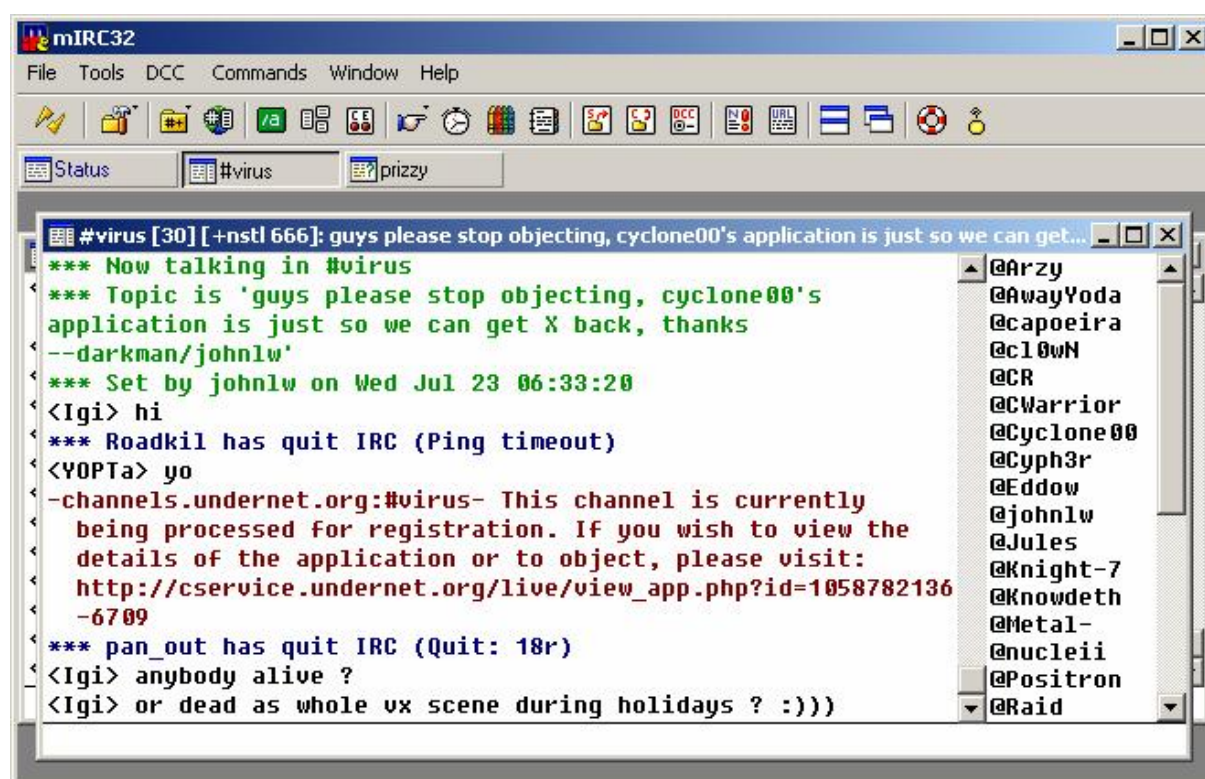 mIRC32
File Tools DCC Commands Window Help
Status #virus prizzy
#virus [30] [+nstl 666]: guys please stop objecting, cyclone00's application is just so we can get...
*** Now talking in #virus
*** Topic is 'guys please stop objecting, cyclone00's
application is just so we can get X back, thanks
--darkman/johnlw'
*** Set by johnlw on Wed Jul 23 06:33:20
<Igi> hi
*** Roadkil has quit IRC (Ping timeout)
<YOPTa> yo
-channels.undernet.org:#virus- This channel is currently
being processed for registration. If you wish to view the
details of the application or to object, please visit:
http://cservice.undernet.org/live/view_app.php?id=1058782136
-6709
*** pan_out has quit IRC (Quit: 18r)
<Igi> anybody alive ?
<Igi> or dead as whole vx scene during holidays ? :)))
@Arzy
@AwayYoda
@capoeira
@cl0wN
@CR
@CWarrior
@Cyclone00
@Cyph3r
@Eddow
@johnlw
@Jules
@Knight-7
@Knowdeth
@Metal-
@nucleii
@Positron
@Raid